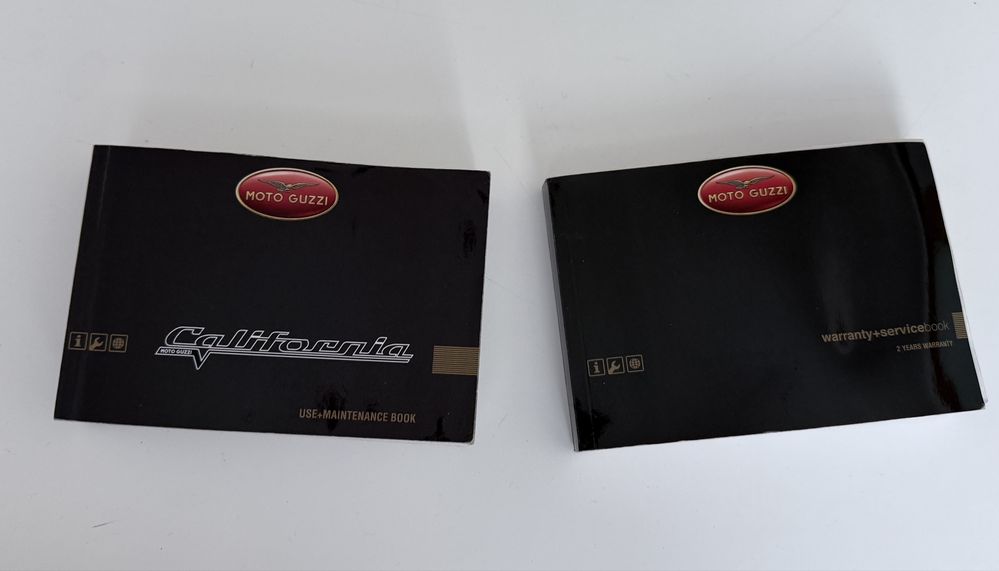 MOTO GUZZI
California
MOTO GUZZI
USE+MAINTENANCE BOOK
MOTO GUZZI
warranty+servicebook
2 YEARS WARRANTY